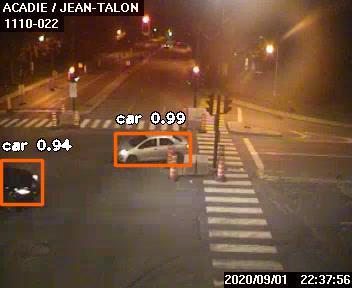 ACADIE / JEAN-TALON
1110-022
car 0.99
car 0.94
2020/09/01 22:37:56